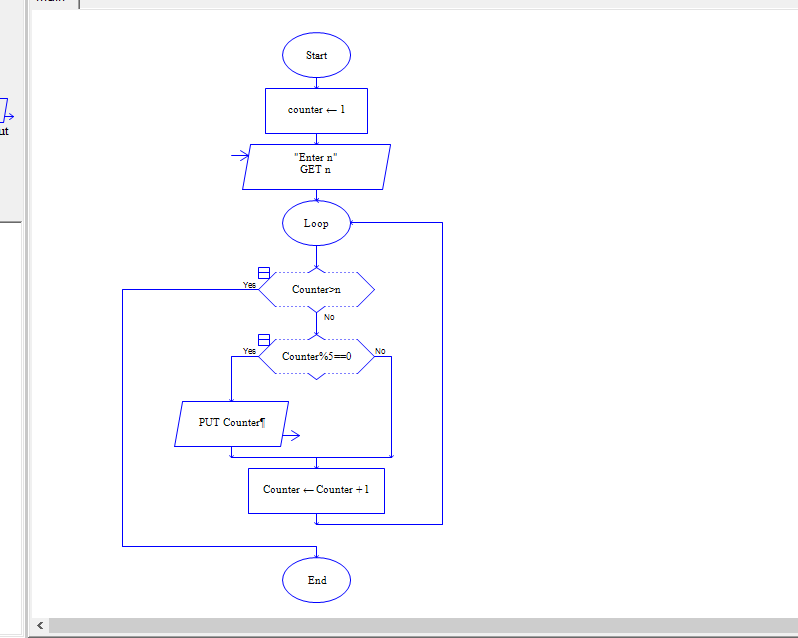 Start
counter ← 1
"Enter n"
GET n
Loop
Yes
Counter>n
No
Yes
Counter%5==0
No
PUT Counter¶
Counter ← Counter +1
End